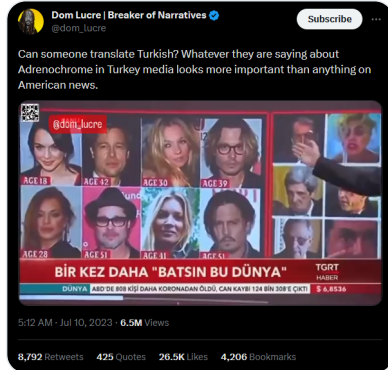 Dom Lucre | Breaker of Narratives
@dom_lucre
Subscribe
Can someone translate Turkish? Whatever they are saying about
Adrenochrome in Turkey media looks more important than anything on
American news.
@dom_lucre
AGE 18
AGE 42
AGE 30
AGE 39
AGE 28
AGE 51
AGE 41
AGE 51
BİR KEZ DAHA "BATSIN BU DÜNYA"
TGRT
HABER
DÜNYA
ABD'DE 808 KİŞİ DAHA KORONADAN ÖLDÜ, CAN KAYBI 124 BİN 308'E ÇIKTI
$ 6,8536
5:12 AM · Jul 10, 2023 · 6.5M Views
8,792 Retweets 425 Quotes 26.5K Likes 4,206 Bookmarks